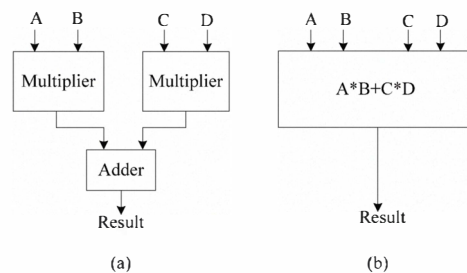 A B C D
Multiplier Multiplier
Adder
Result
(a)
A B C D
A*B+C*D
Result
(b)